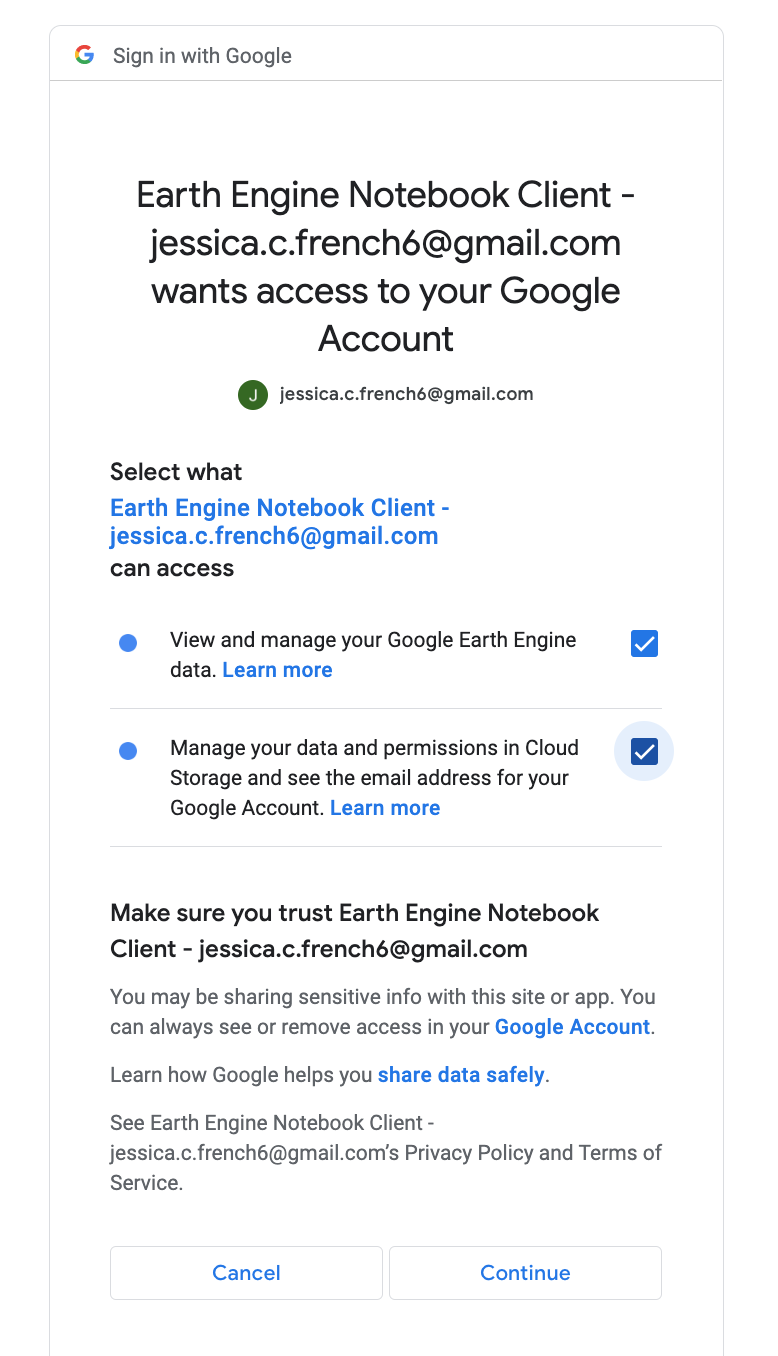 Sign in with Google
Earth Engine Notebook Client -
jessica.c.french6@gmail.com
wants access to your Google
Account
J jessica.c.french6@gmail.com
Select what
Earth Engine Notebook Client -
jessica.c.french6@gmail.com
can access
View and manage your Google Earth Engine
data. Learn more
Manage your data and permissions in Cloud
Storage and see the email address for your
Google Account. Learn more
Make sure you trust Earth Engine Notebook
Client - jessica.c.french6@gmail.com
You may be sharing sensitive info with this site or app. You
can always see or remove access in your Google Account.
Learn how Google helps you share data safely.
See Earth Engine Notebook Client -
jessica.c.french6@gmail.com’s Privacy Policy and Terms of
Service.
Cancel Continue